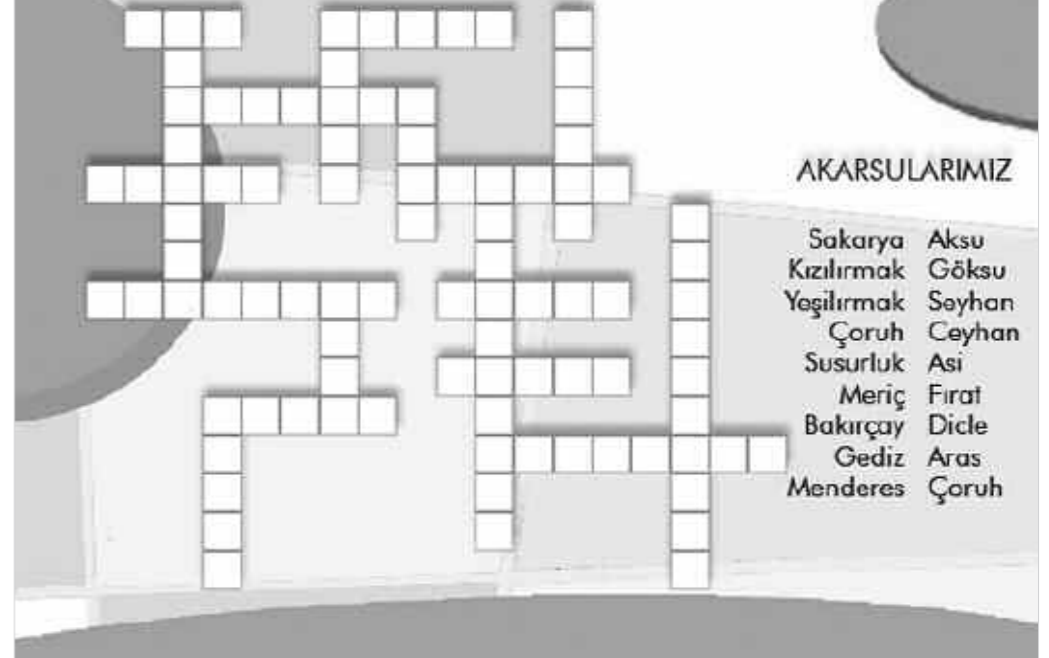 AKARSULARIMIZ
Sakarya Aksu
Kızılırmak Göksu
Yeşilırmak Seyhan
Çoruh Ceyhan
Susurluk Asi
Meriç Fırat
Bakırçay Dicle
Gediz Aras
Menderes Çoruh